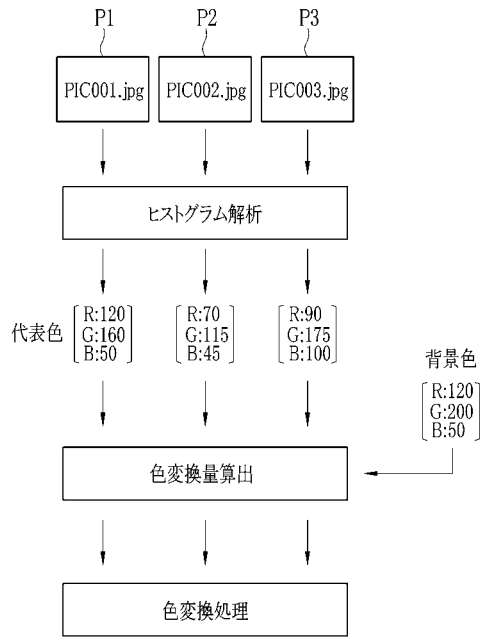 P1 P2 P3
PIC001.jpg PIC002.jpg PIC003.jpg
ヒストグラム解析
代表色
R:120
G:160
B:50
R:70
G:115
B:45
R:90
G:175
B:100
背景色
R:120
G:200
B:50
色変換量算出
色変換処理